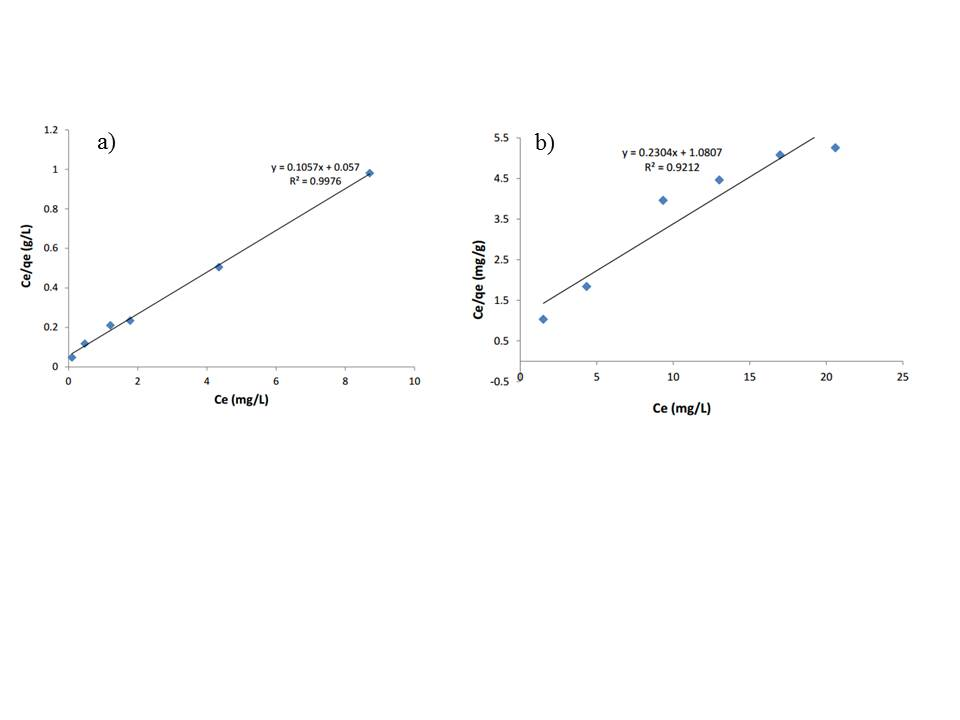 a)
y = 0.1057x + 0.057
R² = 0.9976
1.2
1
0.8
0.6
0.4
0.2
0
Ce/qe (g/L)
0 2 4 6 8 10
Ce (mg/L)
b)
y = 0.2304x + 1.0807
R² = 0.9212
5.5
4.5
3.5
2.5
1.5
0.5
-0.5
Ce/qe (mg/g)
0 5 10 15 20 25
Ce (mg/L)